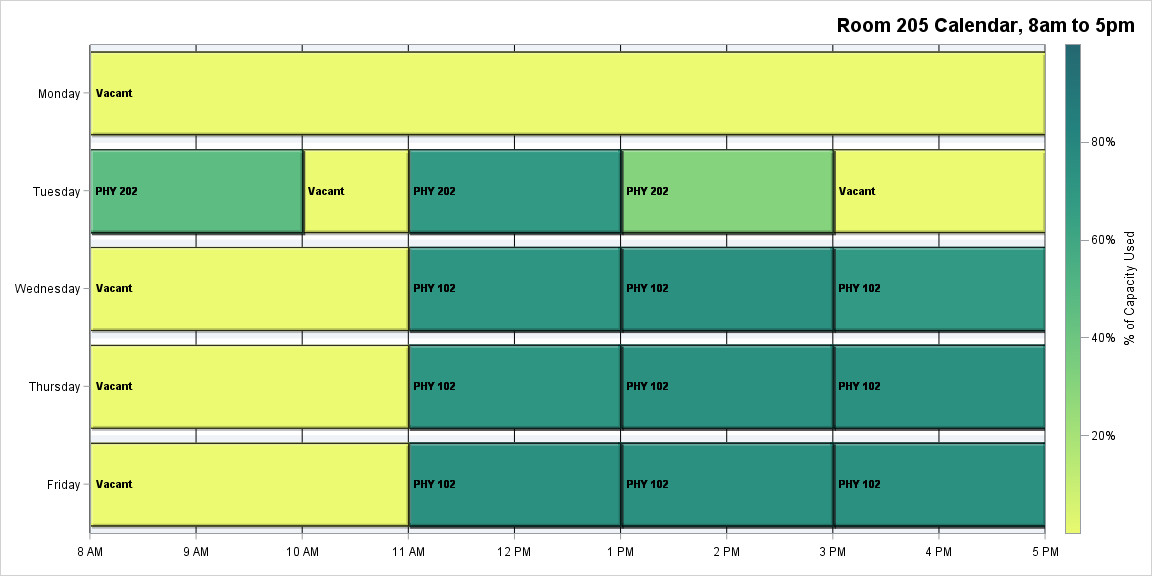 Room 205 Calendar, 8am to 5pm
Monday
Vacant
Tuesday
PHY 202
Vacant
PHY 202
PHY 202
Vacant
Wednesday
Vacant
PHY 102
PHY 102
PHY 102
Thursday
Vacant
PHY 102
PHY 102
PHY 102
Friday
Vacant
PHY 102
PHY 102
PHY 102
8 AM
9 AM
10 AM
11 AM
12 PM
1 PM
2 PM
3 PM
4 PM
5 PM
80%
60%
40%
20%
% of Capacity Used